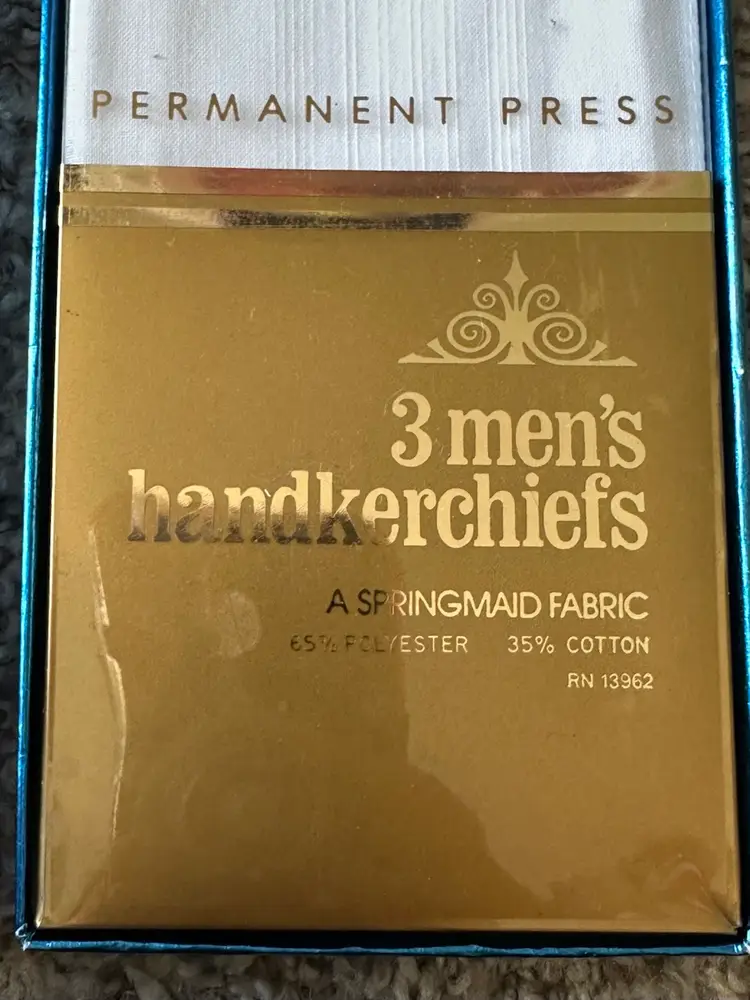 PERMANENT PRESS
3 men's
handkerchiefs
A SPRINGMAID FABRIC
65% POLYESTER 35% COTTON
RN 13962